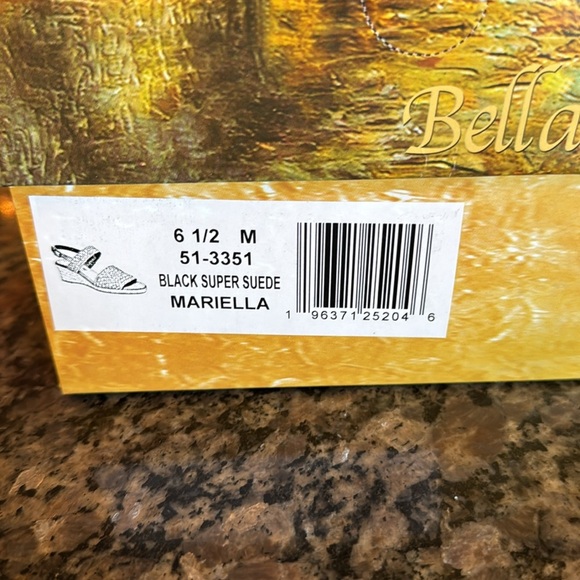 Bella
6 1/2 M
51-3351
BLACK SUPER SUEDE
MARIELLA
1 96371 25204 6